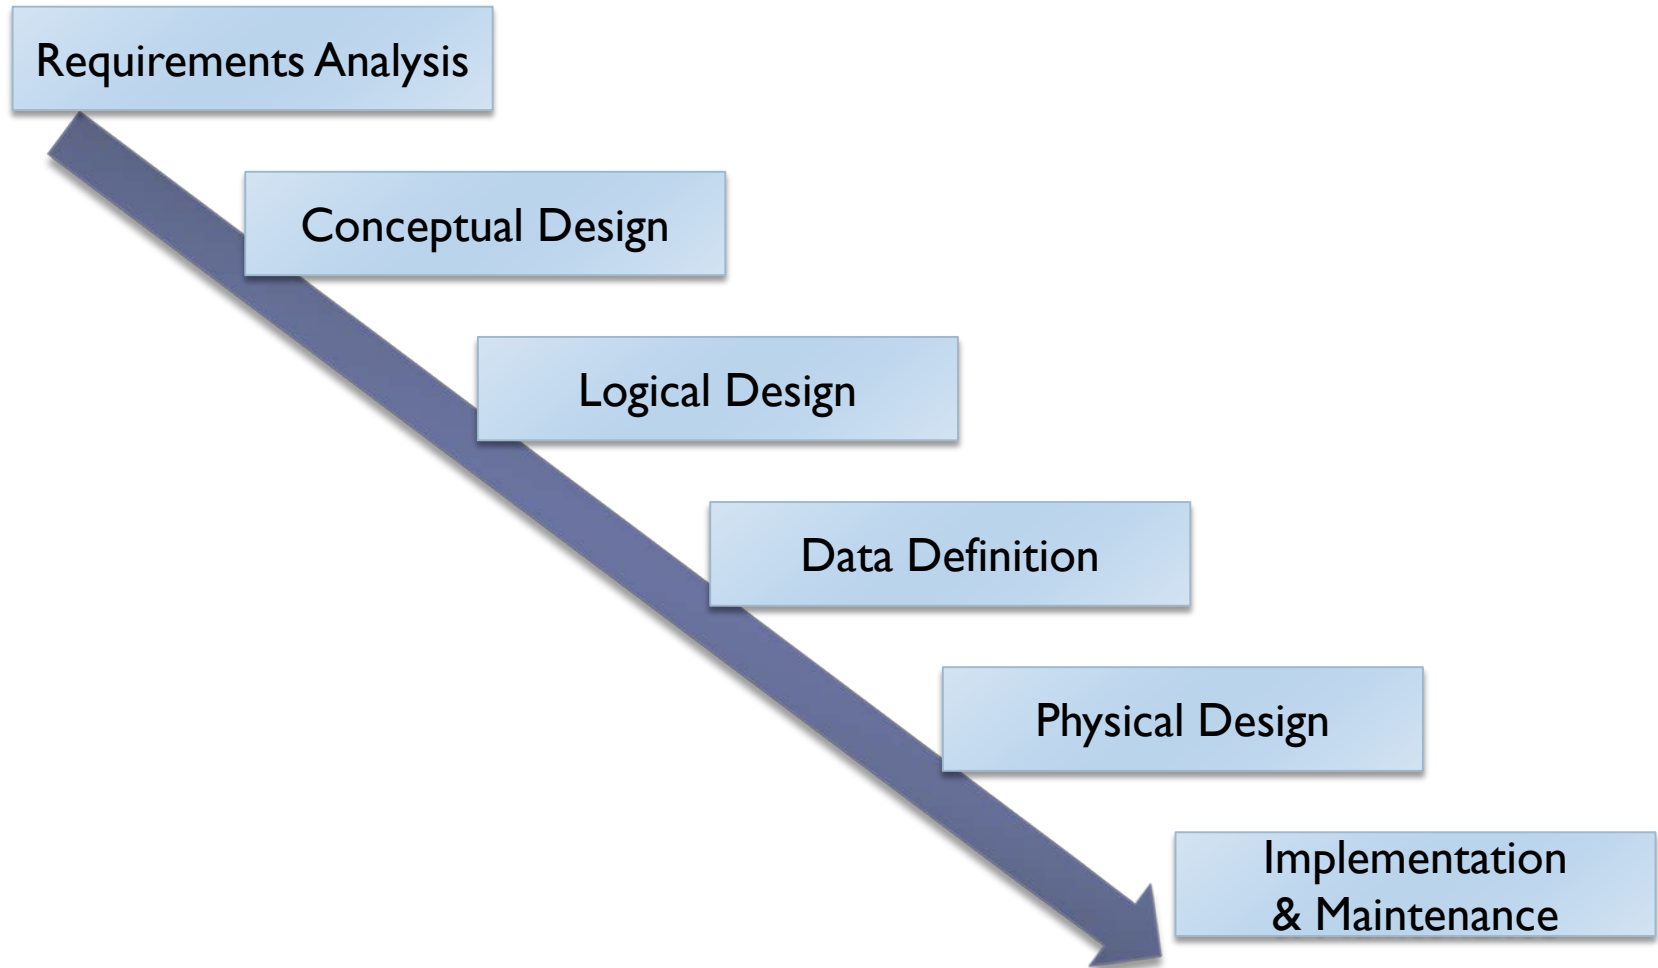 Requirements Analysis
Conceptual Design
Logical Design
Data Definition
Physical Design
Implementation
& Maintenance